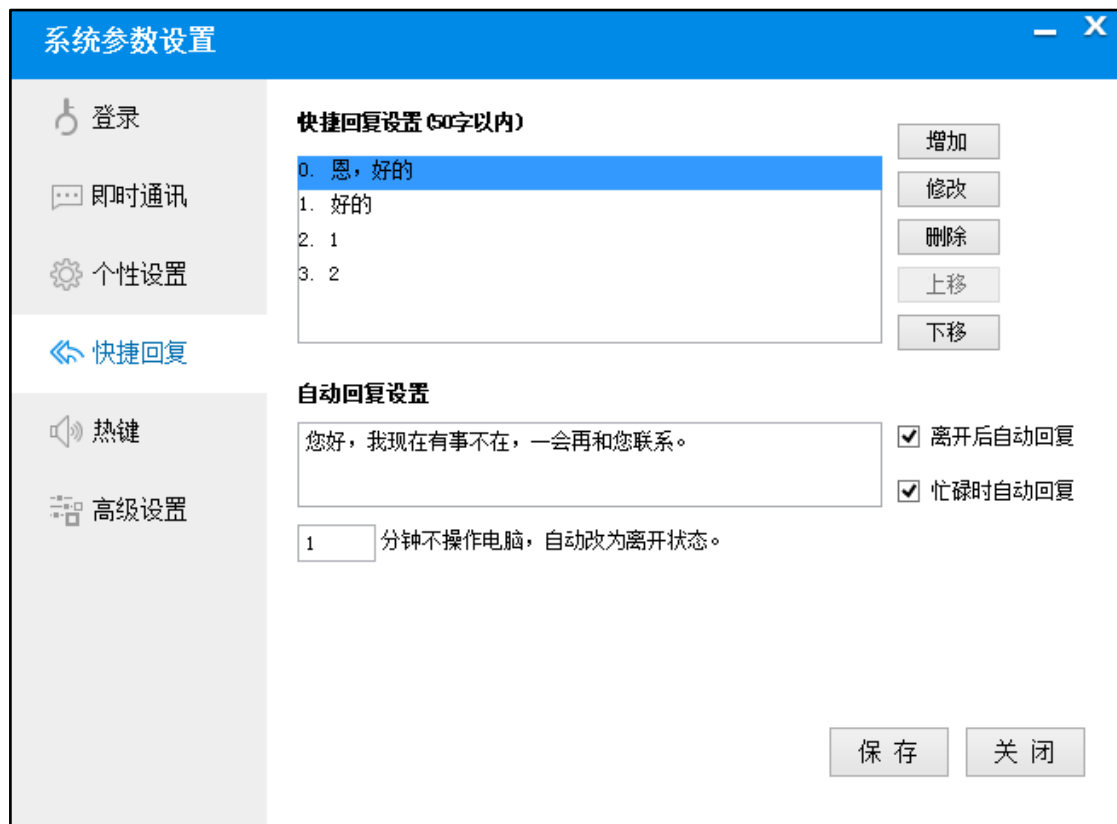 系统参数设置
登录
即时通讯
个性设置
快捷回复
热键
高级设置
快捷回复设置(50字以内)
0. 恩，好的
1. 好的
2. 1
3. 2
增加
修改
删除
上移
下移
自动回复设置
您好，我现在有事不在，一会再和您联系。
离开后自动回复
忙碌时自动回复
1 分钟不操作电脑，自动改为离开状态。
保存
关闭